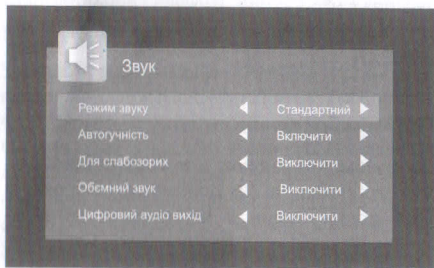 Звук
Режим звуку Стандартний
Автогучність Включити
Для слабозорих Виключити
Обємний звук Виключити
Цифровий аудіо вихід Виключити